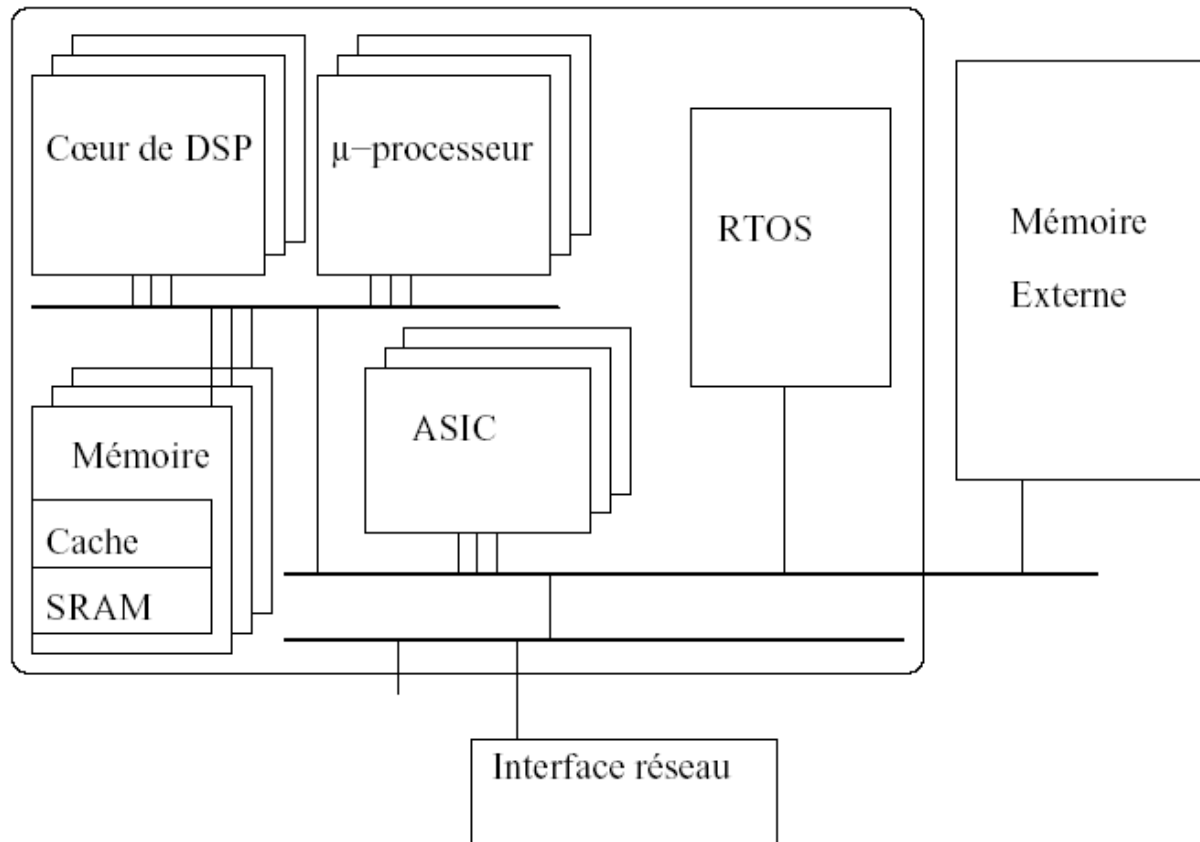 Cœur de DSP
μ−processeur
RTOS
Mémoire
Externe
ASIC
Mémoire
Cache
SRAM
Interface réseau